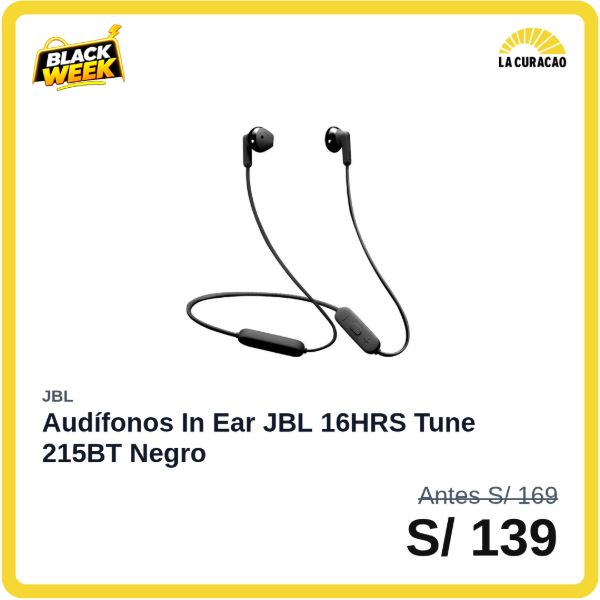 BLACK
WEEK
LA CURACAO
JBL
Audífonos In Ear JBL 16HRS Tune
215BT Negro
Antes S/ 169
S/ 139